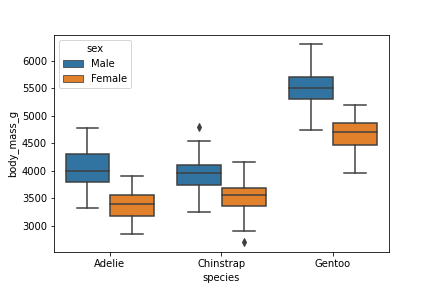 sex
Male
Female
body_mass_g
6000
5500
5000
4500
4000
3500
3000
Adelie
Chinstrap
Gentoo
species